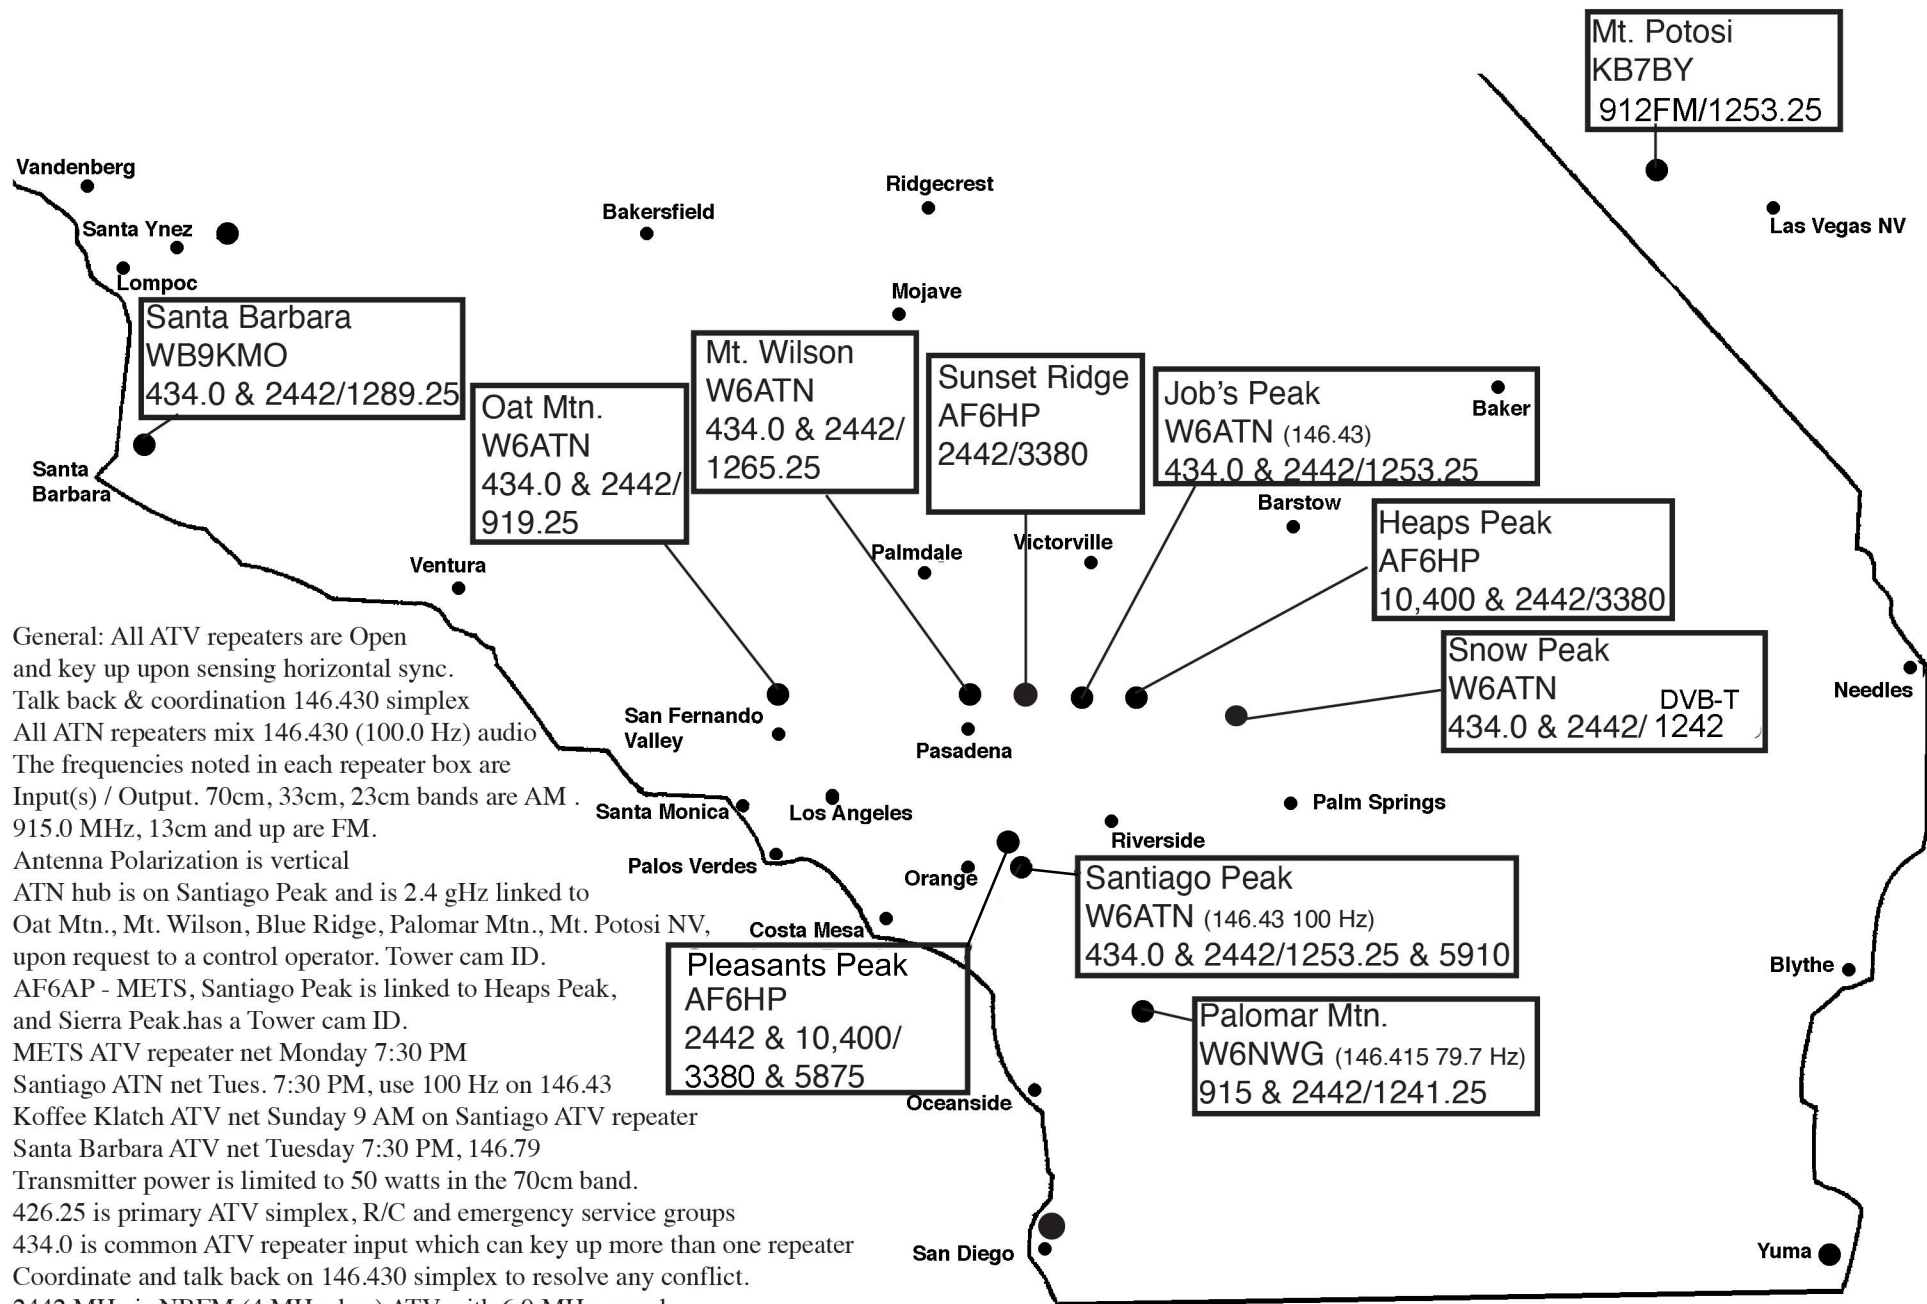 Mt. Potosi
KB7BY
912FM/1253.25
Vandenberg
Santa Ynez
Lompoc
Bakersfield
Ridgecrest
Las Vegas NV
Mojave
Santa Barbara
WB9KMO
434.0 & 2442/1289.25
Oat Mtn.
W6ATN
434.0 & 2442/
919.25
Mt. Wilson
W6ATN
434.0 & 2442/
1265.25
Sunset Ridge
AF6HP
2442/3380
Job's Peak
W6ATN (146.43)
434.0 & 2442/1253.25
Baker
Santa
Barbara
Barstow
Heaps Peak
AF6HP
10,400 & 2442/3380
Ventura
Palmdale
Victorville
Snow Peak
W6ATN
DVB-T
434.0 & 2442/ 1242
Needles
San Fernando
Valley
Pasadena
Santa Monica
Los Angeles
Palm Springs
Riverside
Palos Verdes
Orange
Costa Mesa
Santiago Peak
W6ATN (146.43 100 Hz)
434.0 & 2442/1253.25 & 5910
Blythe
Pleasants Peak
AF6HP
2442 & 10,400/
3380 & 5875
Palomar Mtn.
W6NWG (146.415 79.7 Hz)
915 & 2442/1241.25
Oceanside
San Diego
Yuma
General: All ATV repeaters are Open
and key up upon sensing horizontal sync.
Talk back & coordination 146.430 simplex
All ATN repeaters mix 146.430 (100.0 Hz) audio
The frequencies noted in each repeater box are
Input(s) / Output. 70cm, 33cm, 23cm bands are AM .
915.0 MHz, 13cm and up are FM.
Antenna Polarization is vertical
ATN hub is on Santiago Peak and is 2.4 gHz linked to
Oat Mtn., Mt. Wilson, Blue Ridge, Palomar Mtn., Mt. Potosi NV,
upon request to a control operator. Tower cam ID.
AF6AP - METS, Santiago Peak is linked to Heaps Peak,
and Sierra Peak.has a Tower cam ID.
METS ATV repeater net Monday 7:30 PM
Santiago ATN net Tues. 7:30 PM, use 100 Hz on 146.43
Koffee Klatch ATV net Sunday 9 AM on Santiago ATV repeater
Santa Barbara ATV net Tuesday 7:30 PM, 146.79
Transmitter power is limited to 50 watts in the 70cm band.
426.25 is primary ATV simplex, R/C and emergency service groups
434.0 is common ATV repeater input which can key up more than one repeater
Coordinate and talk back on 146.430 simplex to resolve any conflict.